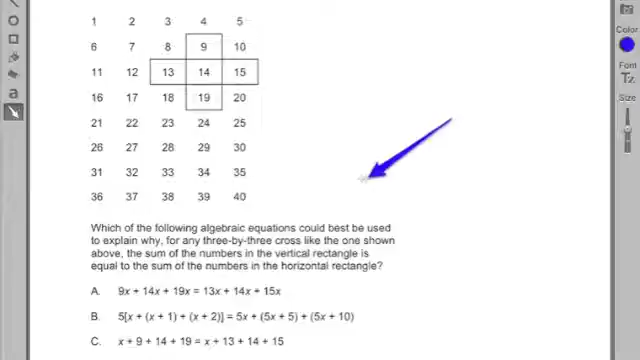 1 2 3 4 5
6 7 8 9 10
11 12 13 14 15
16 17 18 19 20
21 22 23 24 25
26 27 28 29 30
31 32 33 34 35
36 37 38 39 40
Which of the following algebraic equations could best be used
to explain why, for any three-by-three cross like the one shown
above, the sum of the numbers in the vertical rectangle is
equal to the sum of the numbers in the horizontal rectangle?
A. 9x + 14x + 19x = 13x + 14x + 15x
B. 5[x + (x + 1) + (x + 2)] = 5x + (5x + 5) + (5x + 10)
C. x + 9 + 14 + 19 = x + 13 + 14 + 15
Color
Font
Tz
Size
a